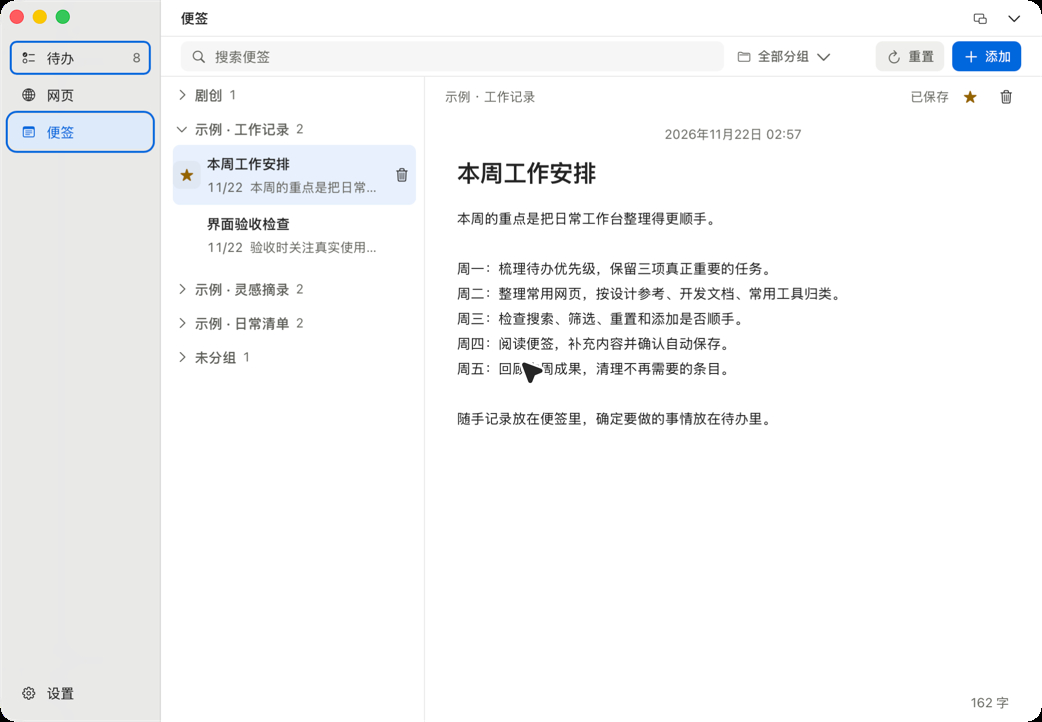 便签
待办 8
网页
便签
设置
搜索便签
全部分组
重置
添加
剧创 1
示例 · 工作记录 2
本周工作安排
11/22 本周的重点是把日常...
界面验收检查
11/22 验收时关注真实使用...
示例 · 灵感摘录 2
示例 · 日常清单 2
未分组 1
示例 · 工作记录
已保存
2026年11月22日 02:57
本周工作安排
本周的重点是把日常工作台整理得更顺手。
周一：梳理待办优先级，保留三项真正重要的任务。
周二：整理常用网页，按设计参考、开发文档、常用工具归类。
周三：检查搜索、筛选、重置和添加是否顺手。
周四：阅读便签，补充内容并确认自动保存。
周五：回顾周成果，清理不再需要的条目。
随手记录放在便签里，确定要做的事情放在待办里。
162 字